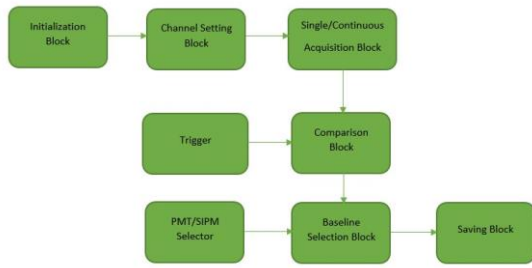 Initialization
Block
Channel Setting
Block
Single/Continuous
Acquisition Block
Trigger
Comparison
Block
PMT/SIPM
Selector
Baseline
Selection Block
Saving Block